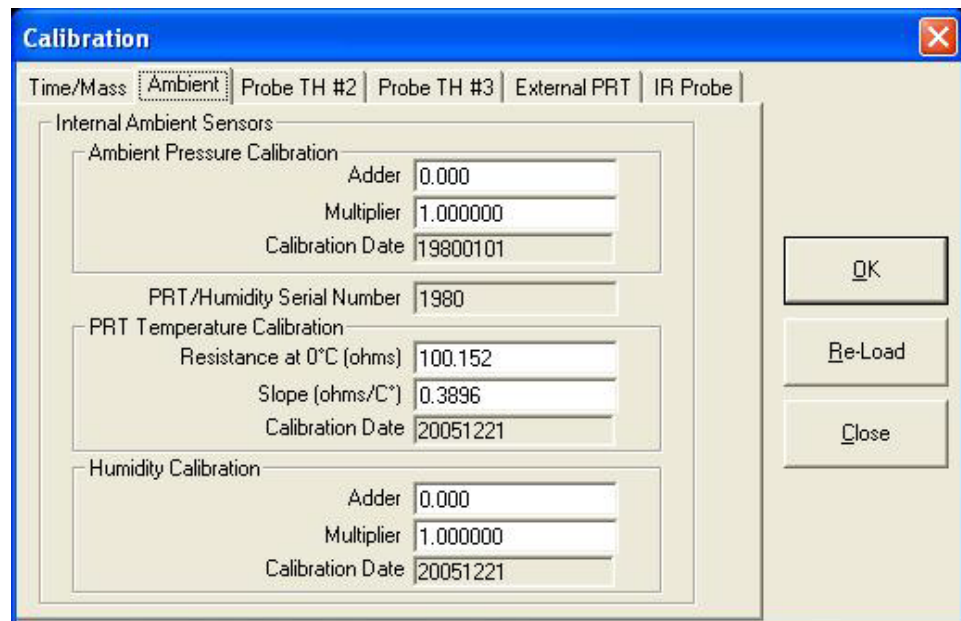 Calibration
Time/Mass Ambient Probe TH #2 Probe TH #3 External PRT IR Probe
Internal Ambient Sensors
Ambient Pressure Calibration
Adder 0.000
Multiplier 1.000000
Calibration Date 19800101
OK
PRT/Humidity Serial Number 1980
PRT Temperature Calibration
Resistance at 0°C (ohms) 100.152
Re-Load
Slope (ohms/C°) 0.3896
Calibration Date 20051221
Close
Humidity Calibration
Adder 0.000
Multiplier 1.000000
Calibration Date 20051221